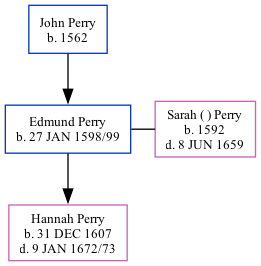 John Perry
b. 1562
Edmund Perry
b. 27 JAN 1598/99
Sarah ( ) Perry
b. 1592
d. 8 JUN 1659
Hannah Perry
b. 31 DEC 1607
d. 9 JAN 1672/73